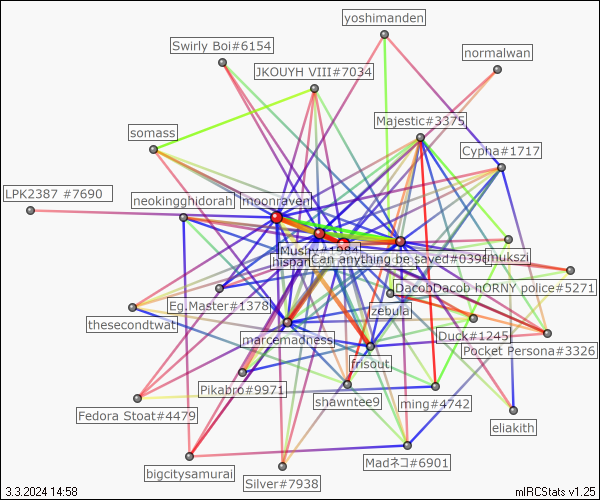 yoshimanden
Swirly Boi#6154
normalwan
JKOUYH VIII#7034
Majestic#3375
somass
Cypha#1717
LPK2387 #7690
neokingghidorah
moonraven
Mushy#1984
mukszi
hispan
Can anything be saved#0390
DacobDacob hORNY police#5271
Eg.Master#1378
zebula
thesecondtwat
marcemadness
Duck#1245
Pocket Persona#3326
frisout
Pikabro#9971
shawntee9
ming#4742
Fedora Stoat#4479
eliakith
Madネコ#6901
bigcitysamurai
Silver#7938
3.3.2024 14:58
mIRCStats v1.25